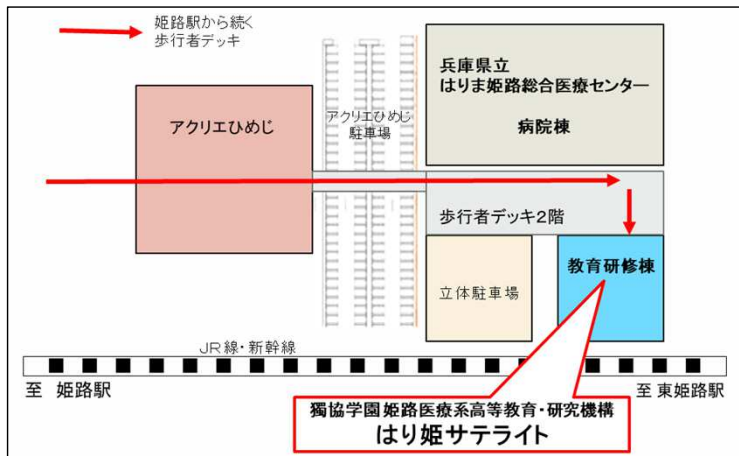 姫路駅から続く
歩行者デッキ
兵庫県立
はりま姫路総合医療センター
病院棟
アクリエひめじ
アクリエひめじ
駐車場
歩行者デッキ2階
立体駐車場
教育研修棟
JR線・新幹線
至 姫路駅
至 東姫路駅
獨協学園姫路医療系高等教育・研究機構
はり姫サテライト